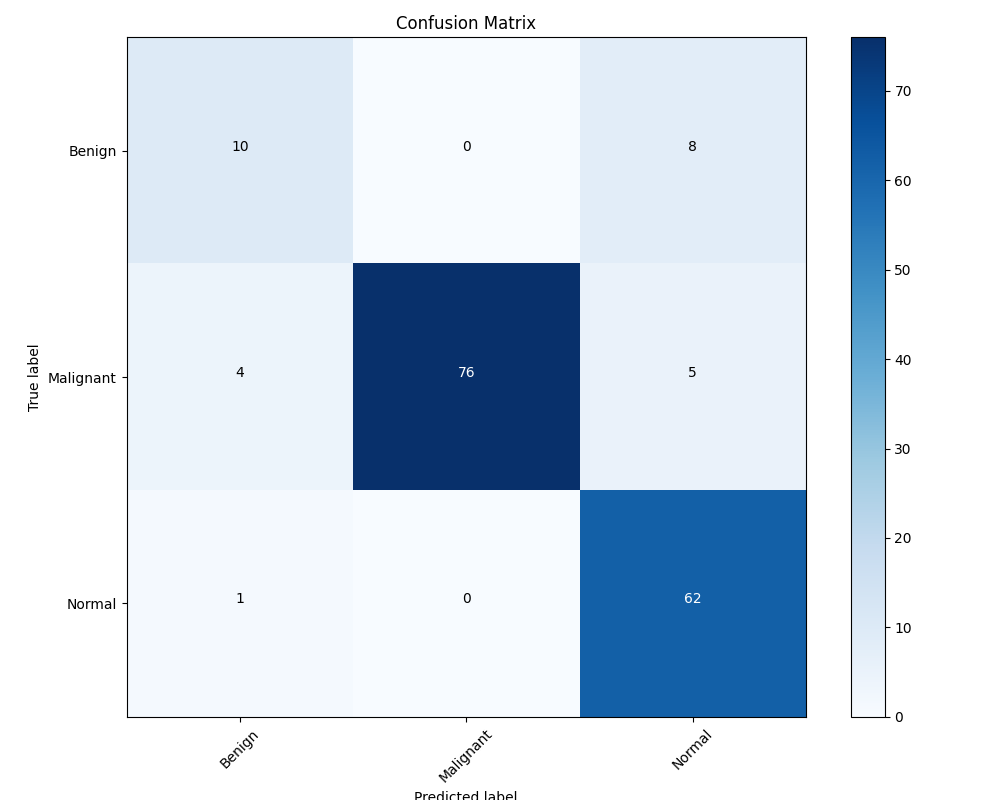 Confusion Matrix
Benign
10 0 8
Malignant
4 76 5
Normal
1 0 62
True label
Benign Malignant Normal
Predicted label
70
60
50
40
30
20
10
0